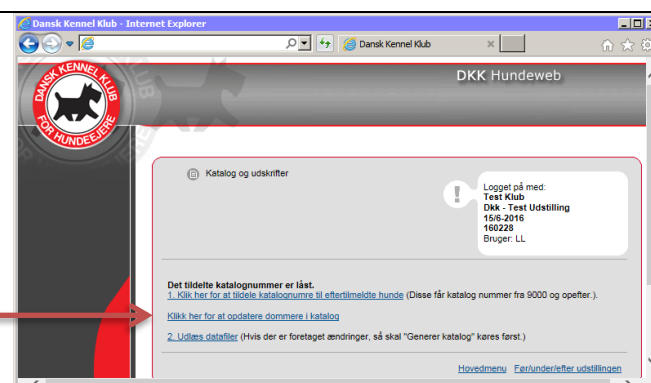 Dansk Kennel Klub - Internet Explorer
Dansk Kennel Klub
DANSK KENNEL KLUB
FOR HUNDEEJERE
DKK Hundeweb
Katalog og udskrifter
Logget på med:
Test Klub
Dkk - Test Udstilling
15/6-2016
160228
Bruger: LL
Det tildelte katalognummer er låst.
1. Klik her for at tildele katalognumre til eftertilmeldte hunde (Disse får katalog nummer fra 9000 og opefter.).
Klikk her for at opdatere dommere i katalog
2. Udlæs datafiler (Hvis der er foretaget ændringer, så skal "Generer katalog" køres først.)
Hovedmenu Før/under/efter udstillingen